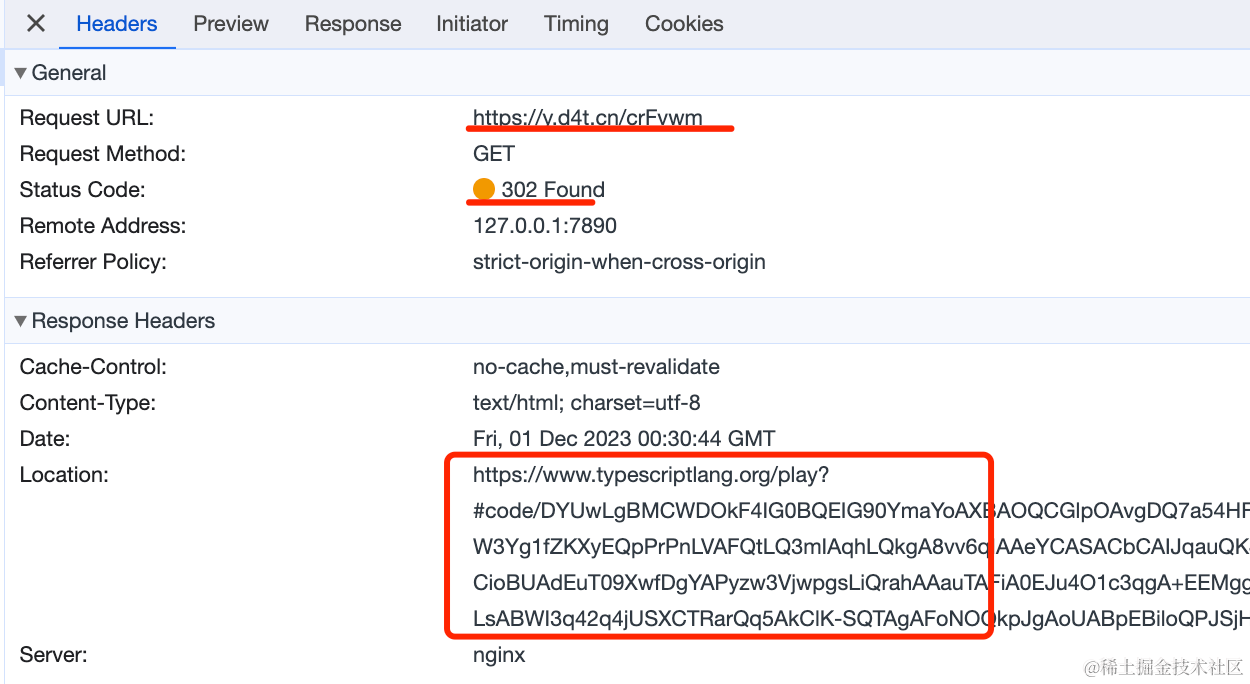 Headers Preview Response Initiator Timing Cookies
General
Request URL: https://v.d4t.cn/crFvwm
Request Method: GET
Status Code: 302 Found
Remote Address: 127.0.0.1:7890
Referrer Policy: strict-origin-when-cross-origin
Response Headers
Cache-Control: no-cache,must-revalidate
Content-Type: text/html; charset=utf-8
Date: Fri, 01 Dec 2023 00:30:44 GMT
Location: https://www.typescriptlang.org/play?
#code/DYUwLgBMCWDOkF4IG0BQEIG90YmaYoAXBAOQCGlpOAvgDQ7a54HF
W3Yg1fZKXyEQpPrPnLVAFQtLQ3mIAqhLQkgA8vv6qIAAeYCASACbCAIJqauQK
CioBUAdEuT09XwfDgYAPyzw3VjwpgsLiQrahAAauTAFiA0EJu4O1c3qgA+EEMgg
LsABWI3q42q4jUSXCTRarQq5AkClK-SQTAgAFoNOQkpJgAoUABpEBiloQPJSjH
Server: nginx
@稀土掘金技术社区